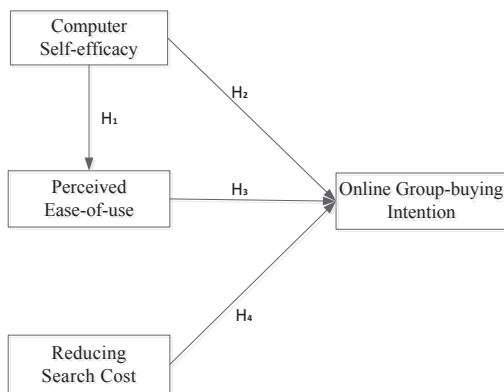 Computer
Self-efficacy
H₂
H₁
Perceived
Ease-of-use
H₃
Online Group-buying
Intention
H₄
Reducing
Search Cost